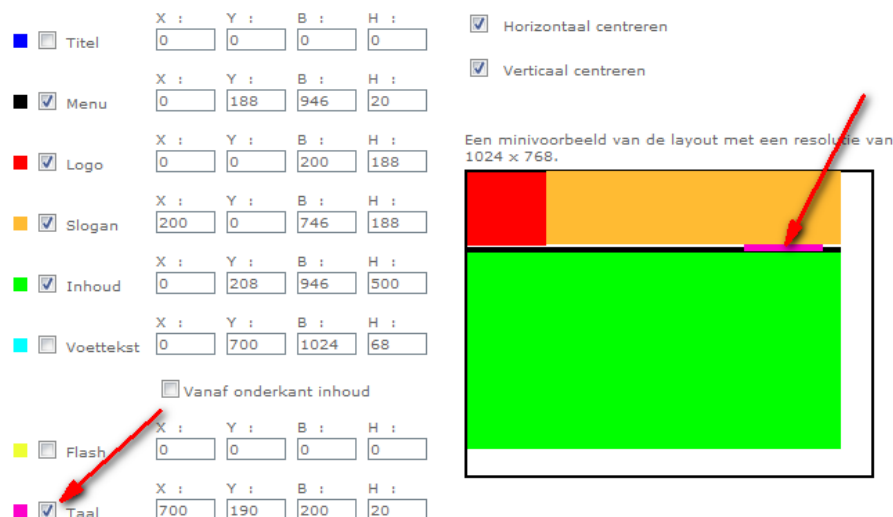 X : Y : B : H :
Titel 0 0 0 0
X : Y : B : H :
Menu 0 188 946 20
X : Y : B : H :
Logo 0 0 200 188
X : Y : B : H :
Slogan 200 0 746 188
X : Y : B : H :
Inhoud 0 208 946 500
X : Y : B : H :
Voettekst 0 700 1024 68
Vanaf onderkant inhoud
X : Y : B : H :
Flash 0 0 0 0
X : Y : B : H :
Taal 700 190 200 20
Horizontaal centreren
Verticaal centreren
Een minivoorbeeld van de layout met een resolutie van
1024 x 768.